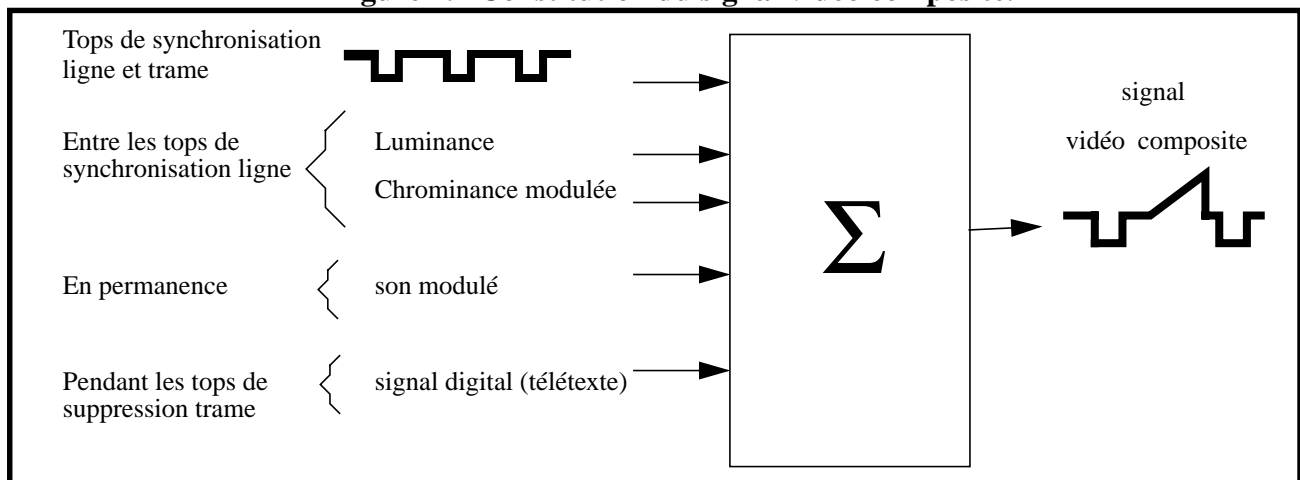 Tops de synchronisation
ligne et trame
Entre les tops de
synchronisation ligne
Luminance
Chrominance modulée
En permanence
son modulé
Pendant les tops de
suppression trame
signal digital (télétexte)
Σ
signal
vidéo composite